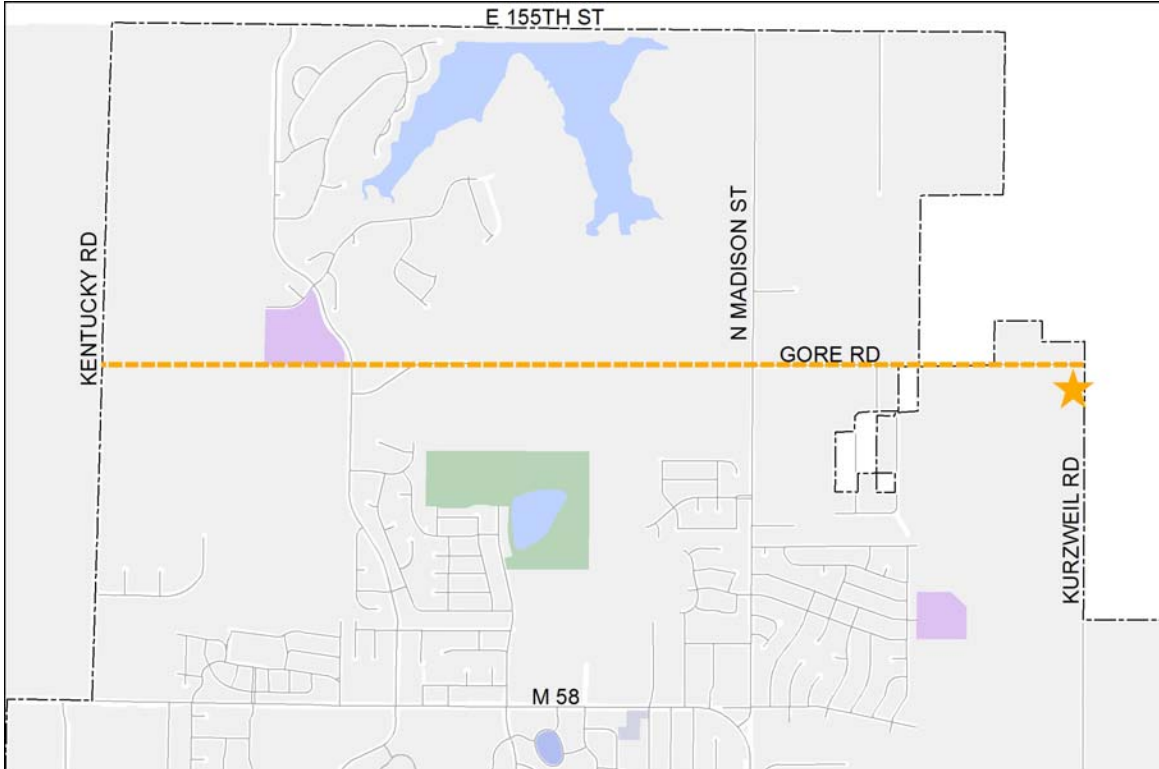 E 155TH ST
KENTUCKY RD
N MADISON ST
GORE RD
KURZWEIL RD
M 58